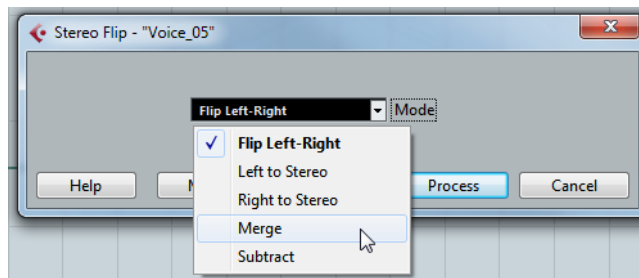 Stereo Flip - "Voice_05"
Flip Left-Right Mode
Flip Left-Right
Left to Stereo
Right to Stereo
Help Process Cancel
Merge
Subtract